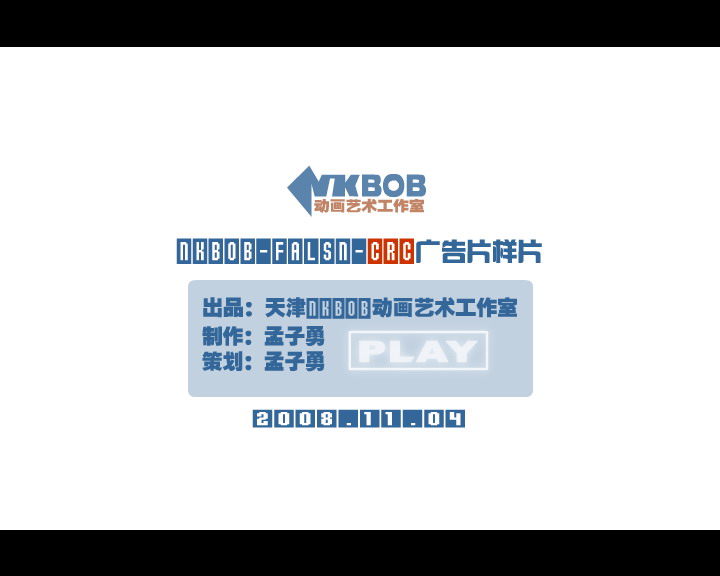 NKBOB
动画艺术工作室
NKBOB-FALSN-CRC广告片样片
出品：天津NKBOB动画艺术工作室
制作：孟子勇
策划：孟子勇
PLAY
2008.11.04